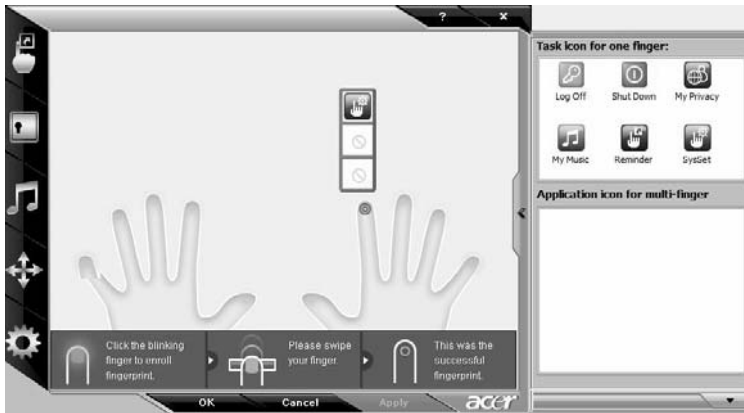 ? x
Task icon for one finger:
Log Off Shut Down My Privacy
My Music Reminder SysSet
Application icon for multi-finger
Click the blinking
finger to enroll
fingerprint.
Please swipe
your finger
This was the
successful
fingerprint.
OK Cancel Apply acer